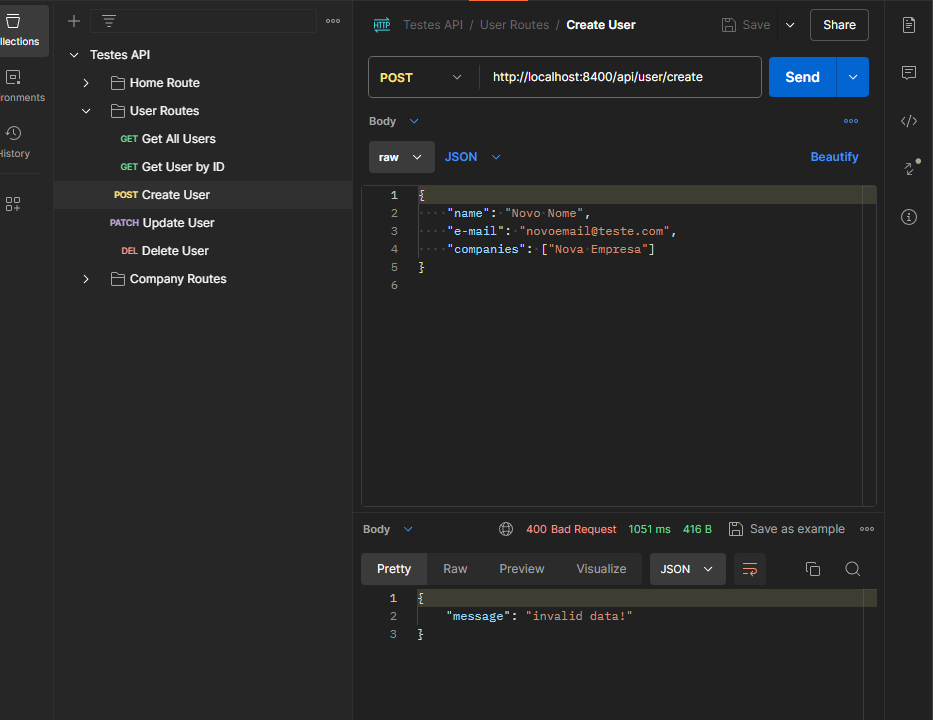 Testes API / User Routes / Create User
Save
Share
llections
ronments
History
Testes API
Home Route
User Routes
GET Get All Users
GET Get User by ID
POST Create User
PATCH Update User
DEL Delete User
Company Routes
HTTP
POST http://localhost:8400/api/user/create Send
Body
raw JSON Beautify
1 {
2 ····"name": "Novo·Nome",
3 ····"e-mail": "novoemail@teste.com",
4 ····"companies": ["Nova·Empresa"]
5 }
6
Body 400 Bad Request 1051 ms 416 B Save as example
Pretty Raw Preview Visualize JSON
1 {
2     "message": "invalid data!"
3 }